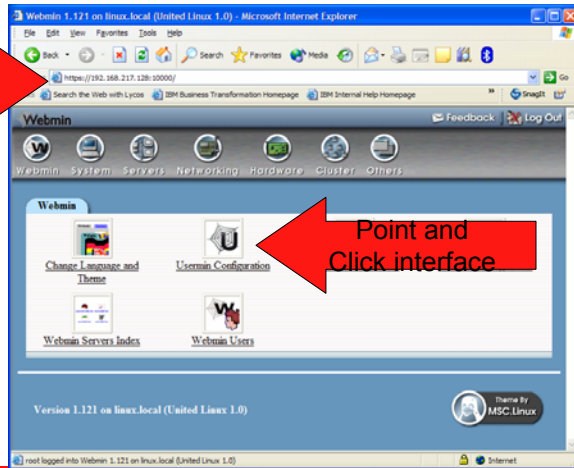 Webmin 1.121 on linux.local (United Linux 1.0) - Microsoft Internet Explorer
File Edit View Favorites Tools Help
Back Search Favorites Media
https://192.168.217.128:10000/ Go
Search the Web with Lycos IBM Business Transformation Homepage IBM Internal Help Homepage » SnagIt
Webmin Feedback Log Out
Webmin System Servers Networking Hardware Cluster Others
Webmin
Point and
Click interface
Change Language and
Theme
Usermin Configuration
Webmin Servers Index
Webmin Users
Version 1.121 on linux.local (United Linux 1.0)
Theme By
MSC.Linux
root logged into Webmin 1.121 on linux.local (United Linux 1.0) Internet